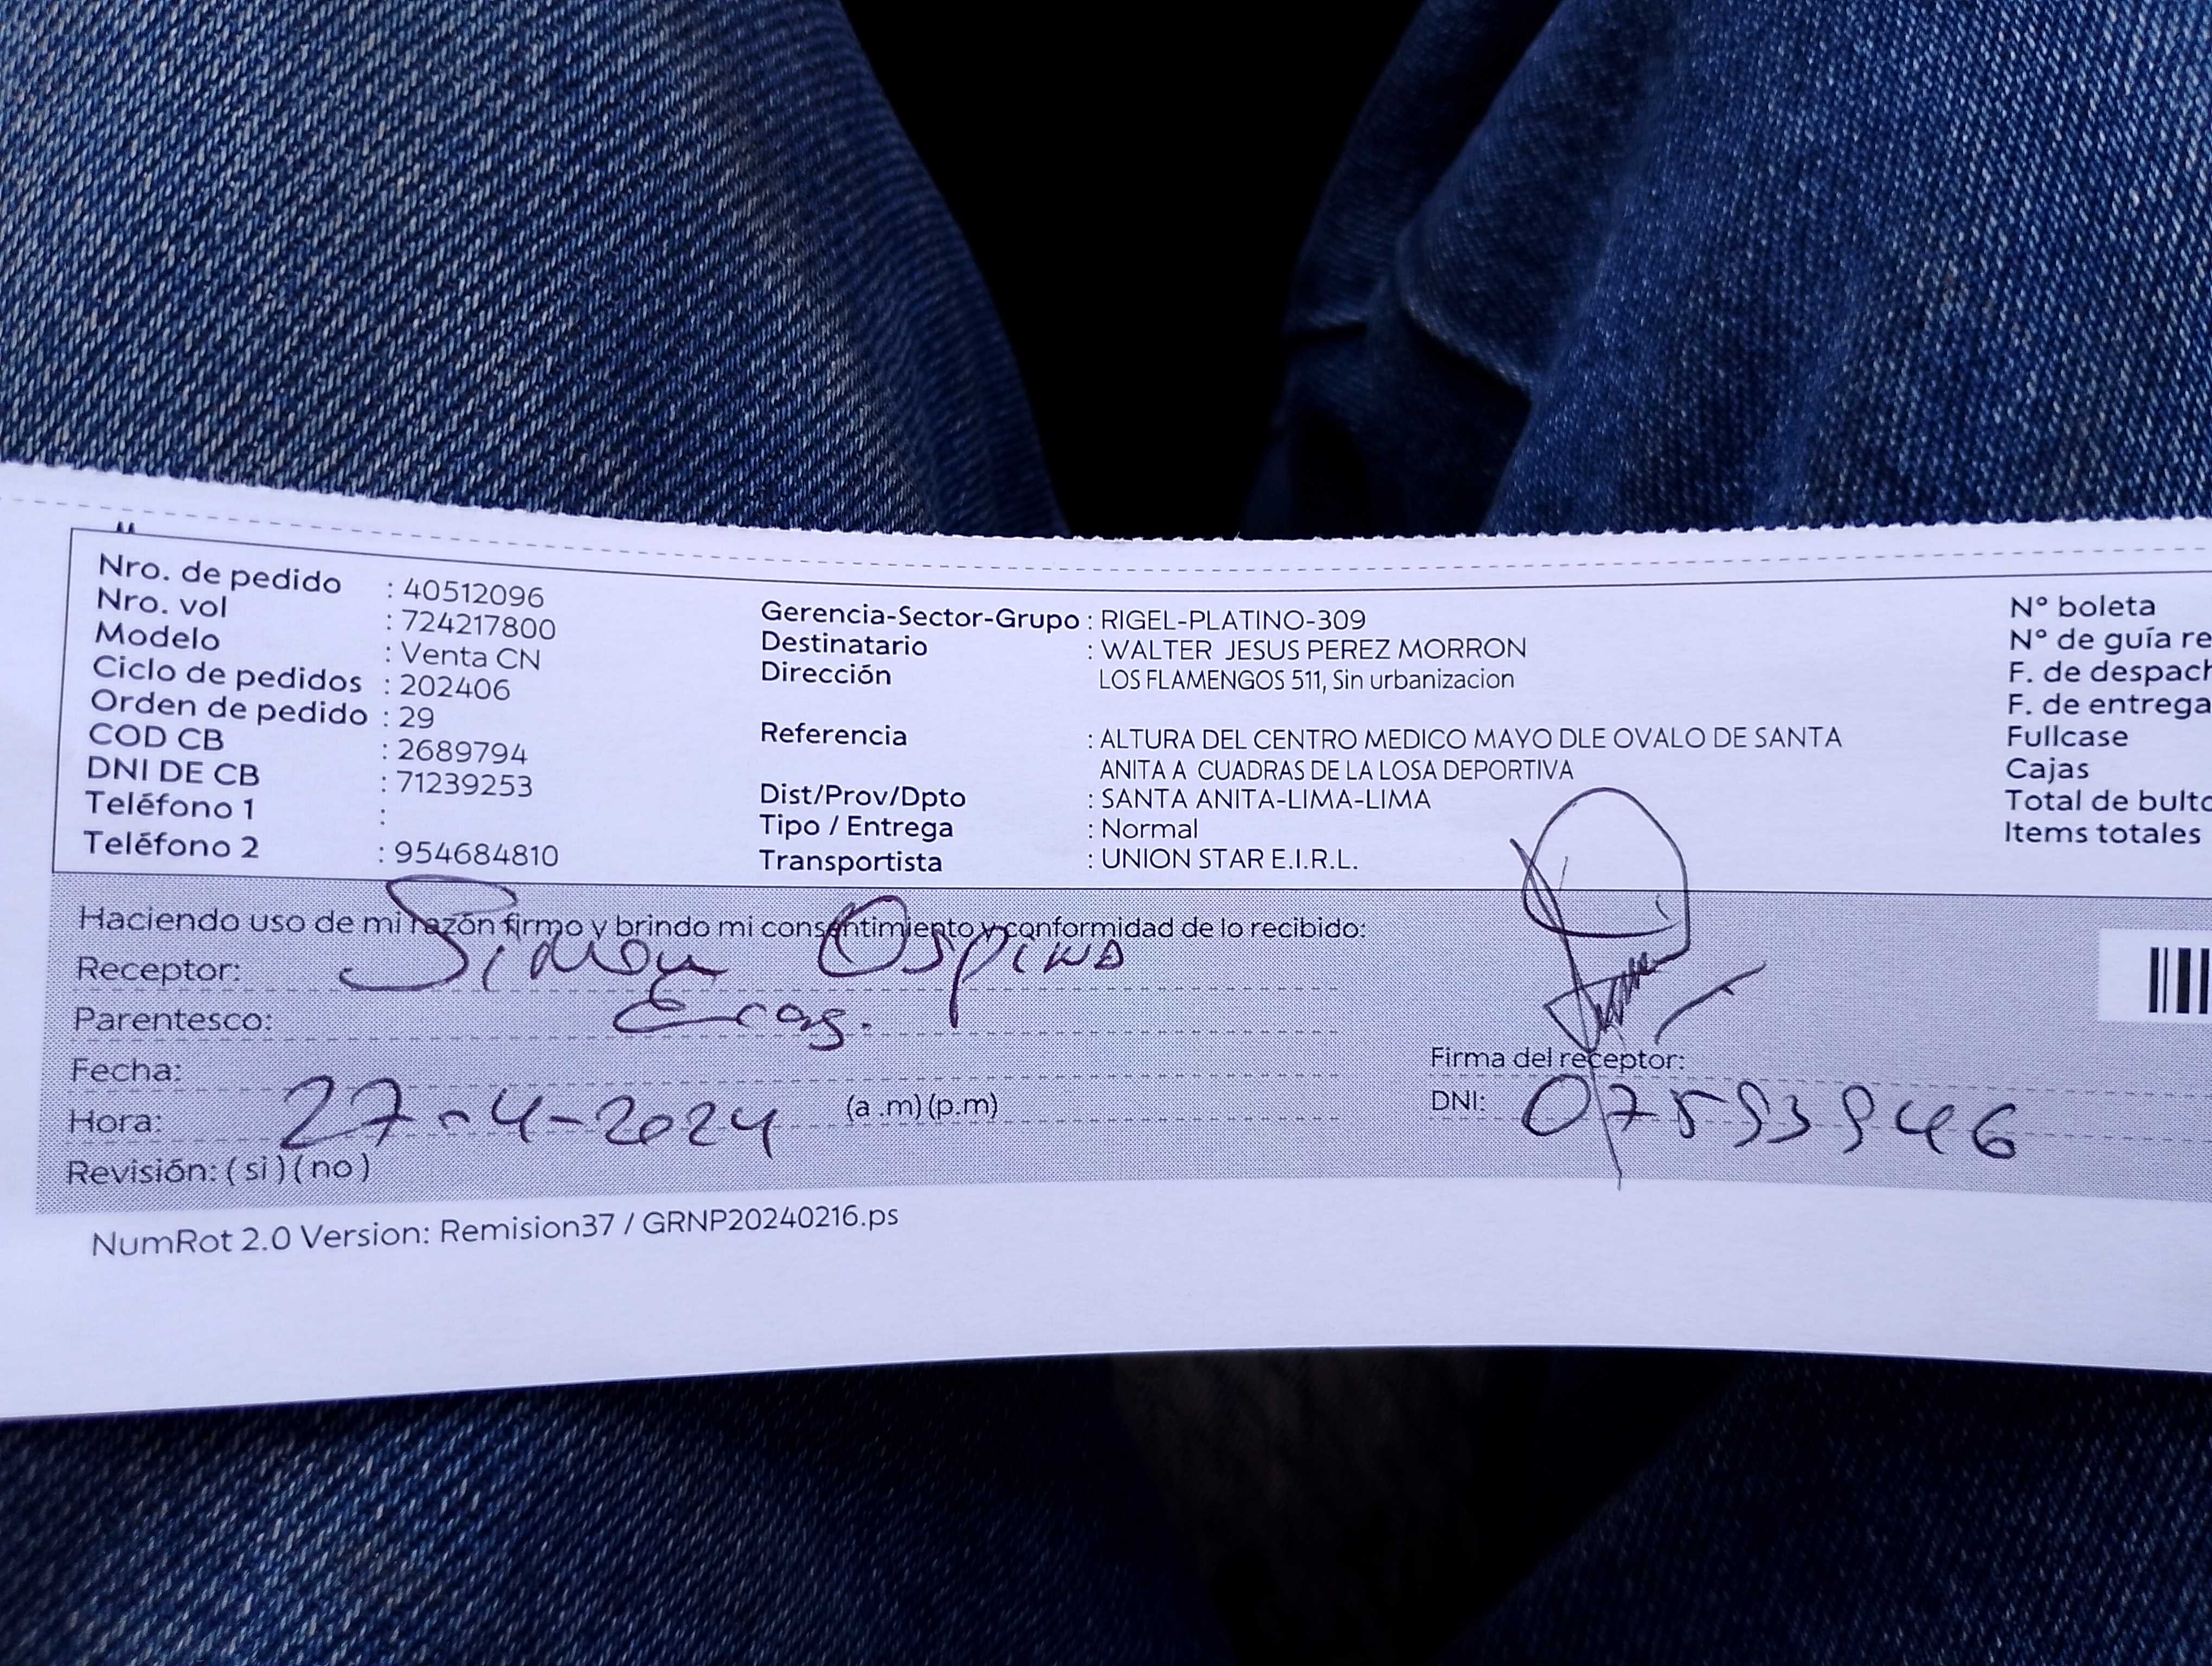 Nro. de pedido : 40512096
Nro. vol : 724217800
Modelo : Venta CN
Ciclo de pedidos : 202406
Orden de pedido : 29
COD CB : 2689794
DNI DE CB : 71239253
Teléfono 1 :
Teléfono 2 : 954684810
Gerencia-Sector-Grupo : RIGEL-PLATINO-309
Destinatario : WALTER JESUS PEREZ MORRON
Dirección LOS FLAMENGOS 511, Sin urbanizacion
Referencia : ALTURA DEL CENTRO MEDICO MAYO DLE OVALO DE SANTA
ANITA A CUADRAS DE LA LOSA DEPORTIVA
Dist/Prov/Dpto : SANTA ANITA-LIMA-LIMA
Tipo / Entrega : Normal
Transportista : UNION STAR E.I.R.L.
N° boleta
N° de guía re
F. de despach
F. de entrega
Fullcase
Cajas
Total de bulto
Items totales
Haciendo uso de mi razón firmo y brindo mi consentimiento y conformidad de lo recibido:
Receptor: Simon Ospina
Parentesco:
Fecha:
Hora: 27-4-2024 (a .m) (p.m)
Revisión: ( si ) ( no )
Firma del receptor:
DNI: 07593946
NumRot 2.0 Version: Remision37 / GRNP20240216.ps